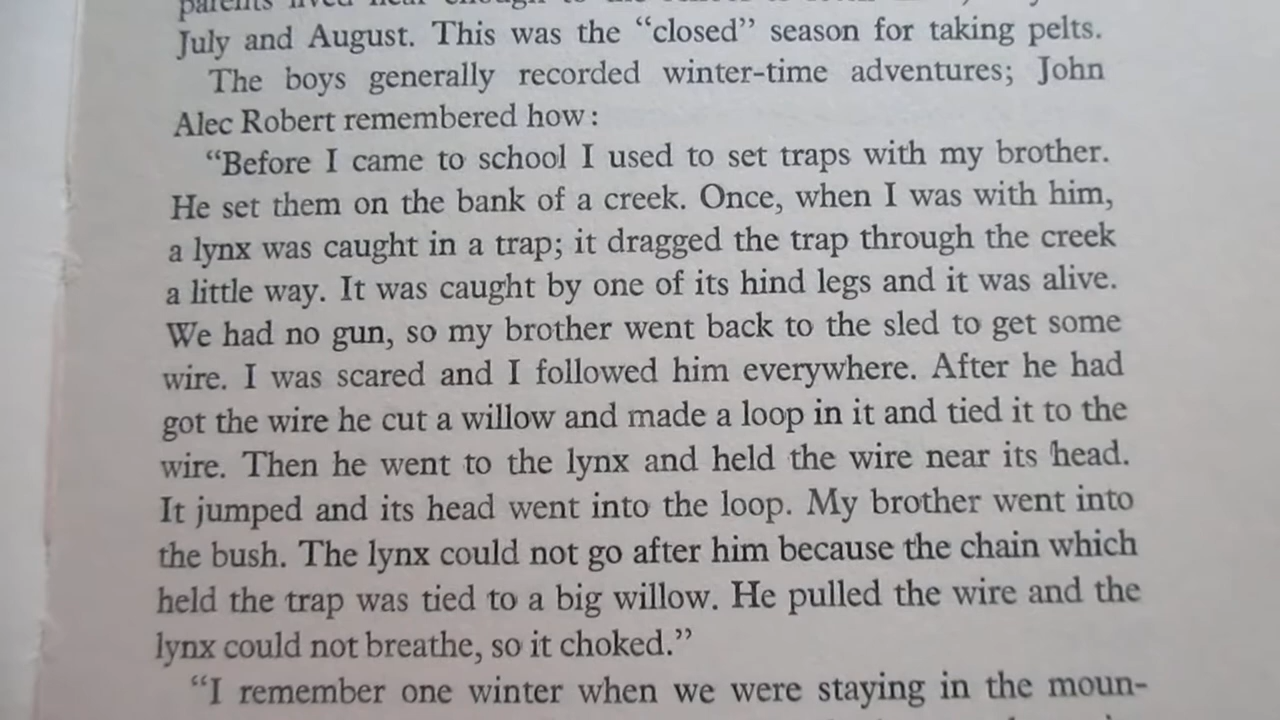 parents lived near enough to the
July and August. This was the “closed” season for taking pelts.
The boys generally recorded winter-time adventures; John
Alec Robert remembered how:
“Before I came to school I used to set traps with my brother.
He set them on the bank of a creek. Once, when I was with him,
a lynx was caught in a trap; it dragged the trap through the creek
a little way. It was caught by one of its hind legs and it was alive.
We had no gun, so my brother went back to the sled to get some
wire. I was scared and I followed him everywhere. After he had
got the wire he cut a willow and made a loop in it and tied it to the
wire. Then he went to the lynx and held the wire near its head.
It jumped and its head went into the loop. My brother went into
the bush. The lynx could not go after him because the chain which
held the trap was tied to a big willow. He pulled the wire and the
lynx could not breathe, so it choked.”
“I remember one winter when we were staying in the moun-